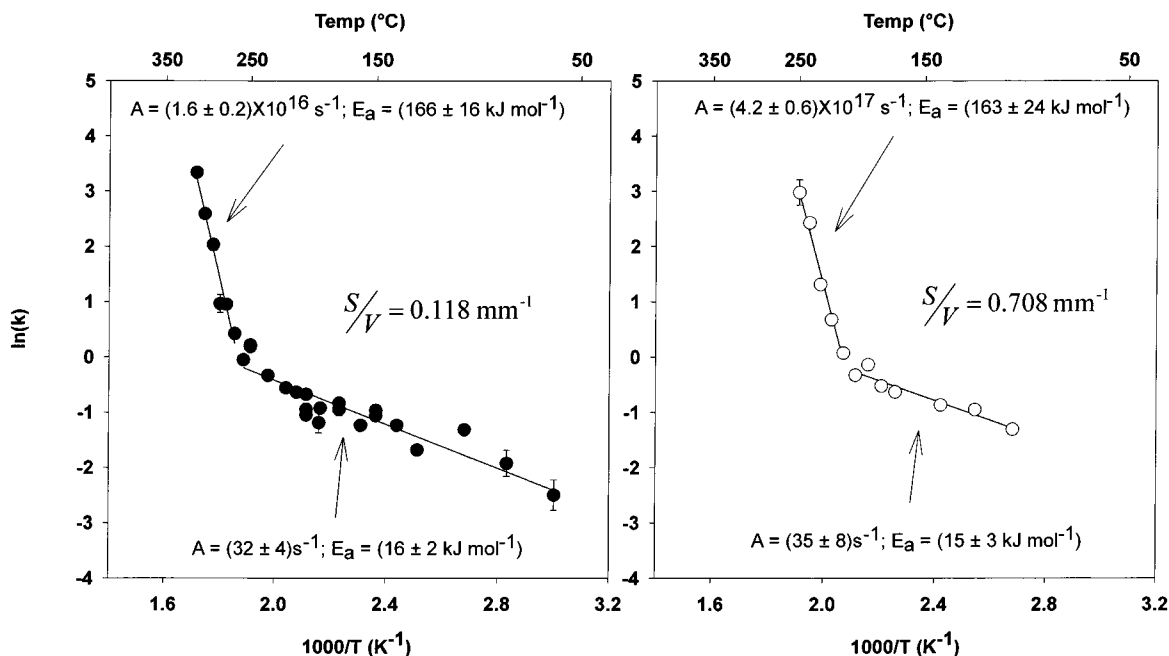 Temp (°C)
350 250 150 50
5
4
3
2
1
0
-1
-2
-3
-4
ln(k)
A = (1.6 ± 0.2)X10^16 s^-1; Ea = (166 ± 16 kJ mol^-1)
S/V = 0.118 mm^-1
A = (32 ± 4)s^-1; Ea = (16 ± 2 kJ mol^-1)
1.6 2.0 2.4 2.8 3.2
1000/T (K^-1)
Temp (°C)
350 250 150 50
5
4
3
2
1
0
-1
-2
-3
-4
A = (4.2 ± 0.6)X10^17 s^-1; Ea = (163 ± 24 kJ mol^-1)
S/V = 0.708 mm^-1
A = (35 ± 8)s^-1; Ea = (15 ± 3 kJ mol^-1)
1.6 2.0 2.4 2.8 3.2
1000/T (K^-1)